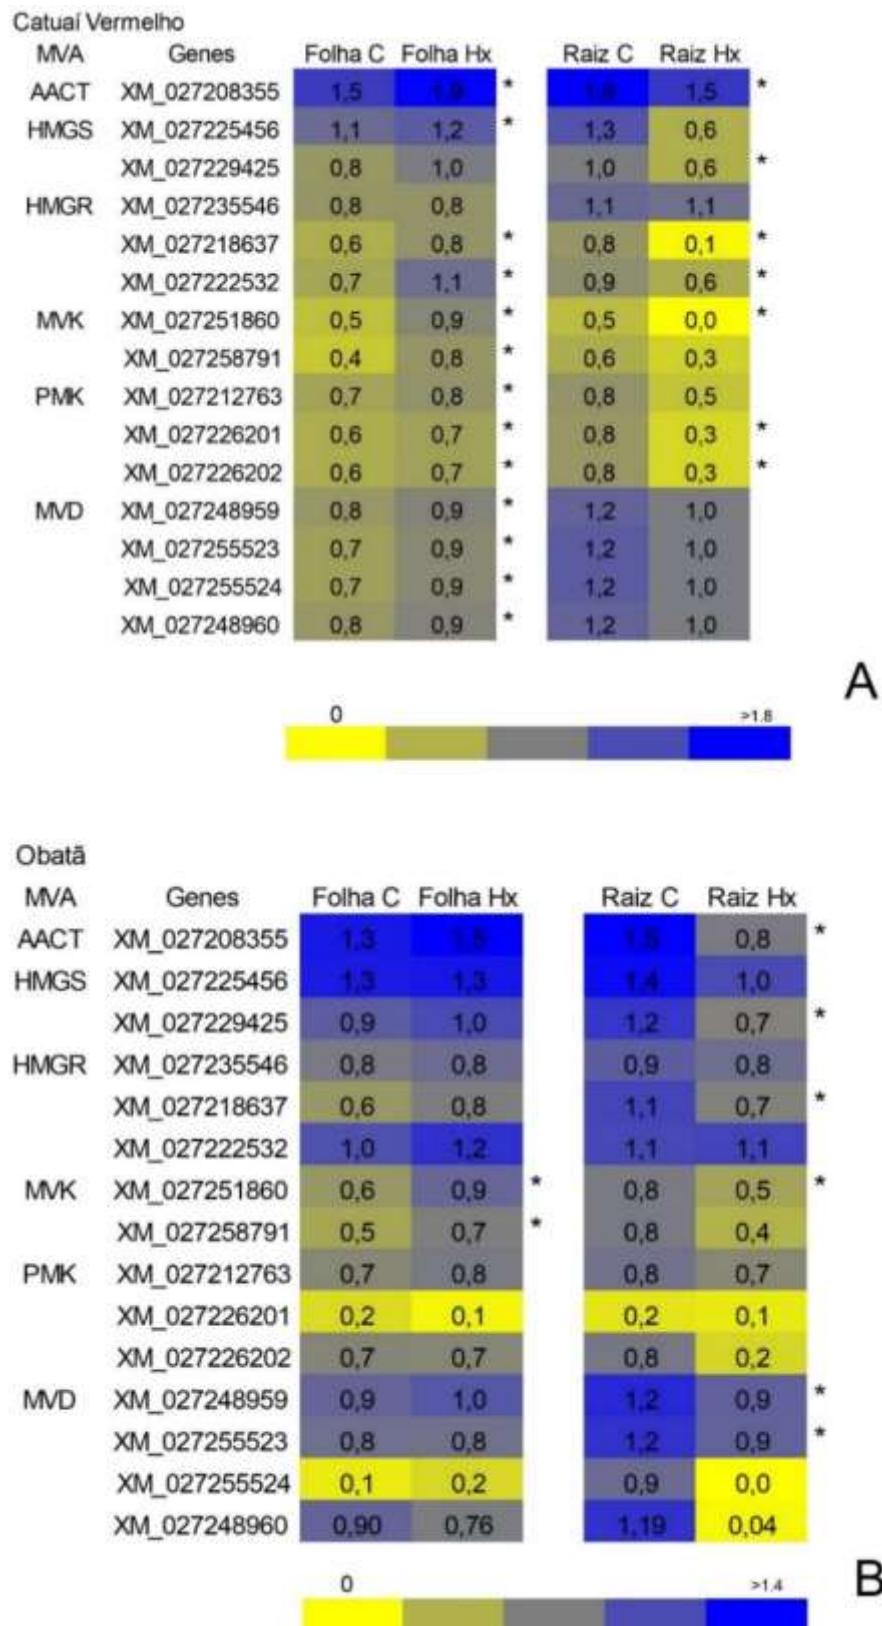 Catuaí Vermelho
MVA Genes Folha C Folha Hx Raiz C Raiz Hx
AACT XM_027208355 1,5 1,9 * 1,8 1,5 *
HMGS XM_027225456 1,1 1,2 * 1,3 0,6
XM_027229425 0,8 1,0 1,0 0,6 *
HMGR XM_027235546 0,8 0,8 1,1 1,1
XM_027218637 0,6 0,8 * 0,8 0,1 *
XM_027222532 0,7 1,1 * 0,9 0,6 *
MVK XM_027251860 0,5 0,9 * 0,5 0,0 *
XM_027258791 0,4 0,8 * 0,6 0,3
PMK XM_027212763 0,7 0,8 * 0,8 0,5
XM_027226201 0,6 0,7 * 0,8 0,3 *
XM_027226202 0,6 0,7 * 0,8 0,3 *
MVD XM_027248959 0,8 0,9 * 1,2 1,0
XM_027255523 0,7 0,9 * 1,2 1,0
XM_027255524 0,7 0,9 * 1,2 1,0
XM_027248960 0,8 0,9 * 1,2 1,0
A
0 >1.8
Obatã
MVA Genes Folha C Folha Hx Raiz C Raiz Hx
AACT XM_027208355 1,3 1,5 1,5 0,8 *
HMGS XM_027225456 1,3 1,3 1,4 1,0
XM_027229425 0,9 1,0 1,2 0,7 *
HMGR XM_027235546 0,8 0,8 0,9 0,8
XM_027218637 0,6 0,8 1,1 0,7 *
XM_027222532 1,0 1,2 1,1 1,1
MVK XM_027251860 0,6 0,9 * 0,8 0,5 *
XM_027258791 0,5 0,7 * 0,8 0,4
PMK XM_027212763 0,7 0,8 0,8 0,7
XM_027226201 0,2 0,1 0,2 0,1
XM_027226202 0,7 0,7 0,8 0,2
MVD XM_027248959 0,9 1,0 1,2 0,9 *
XM_027255523 0,8 0,8 1,2 0,9 *
XM_027255524 0,1 0,2 0,9 0,0
XM_027248960 0,90 0,76 1,19 0,04
B
0 >1.4